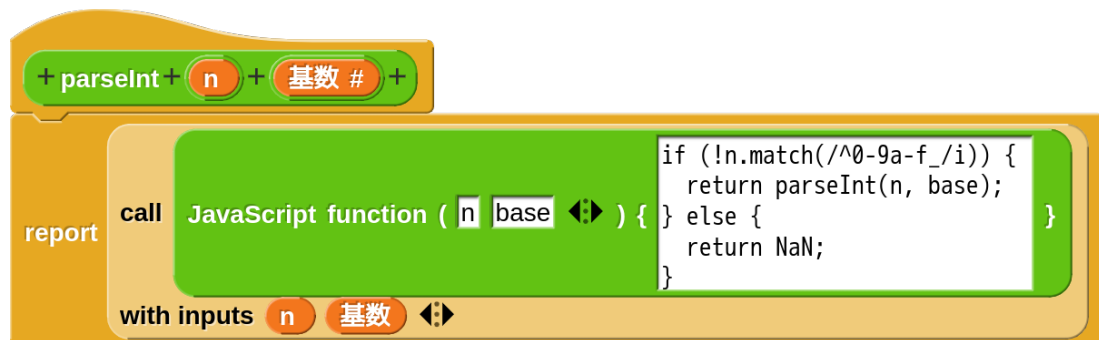 + parseInt + n + 基数 # +
report call JavaScript function ( n base ) { if (!n.match(/^0-9a-f_/i)) {
return parseInt(n, base);
} else {
return NaN;
} }
with inputs n 基数